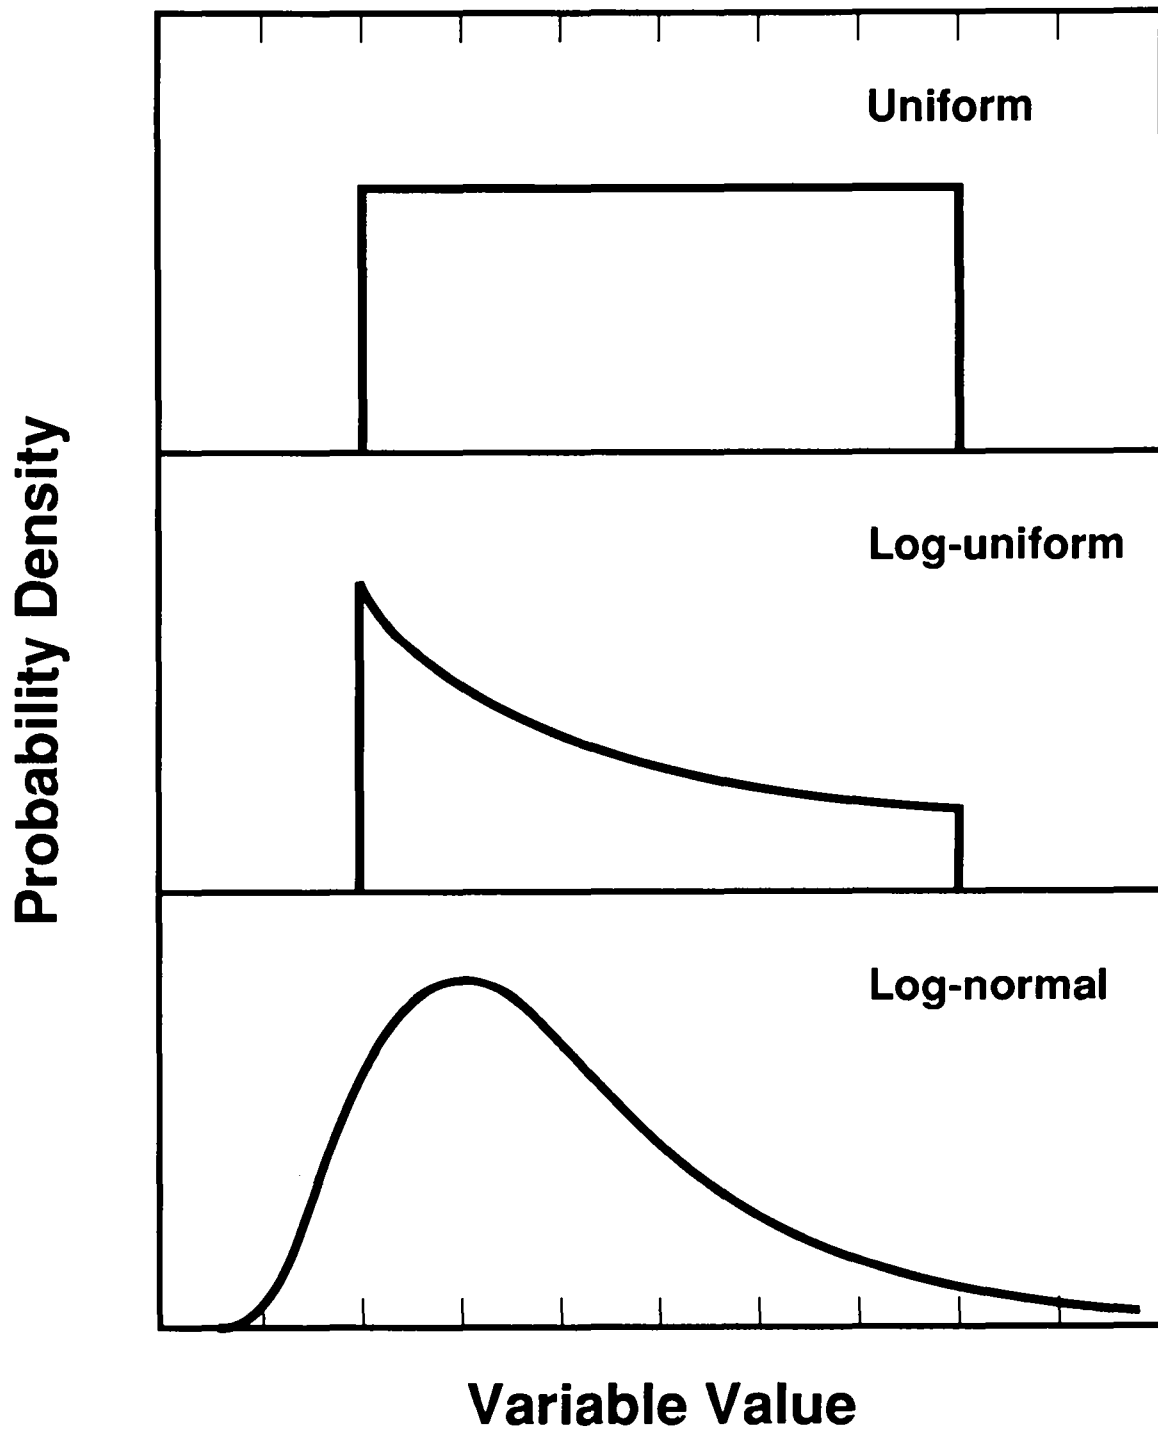 Uniform
Log-uniform
Log-normal
Probability Density
Variable Value